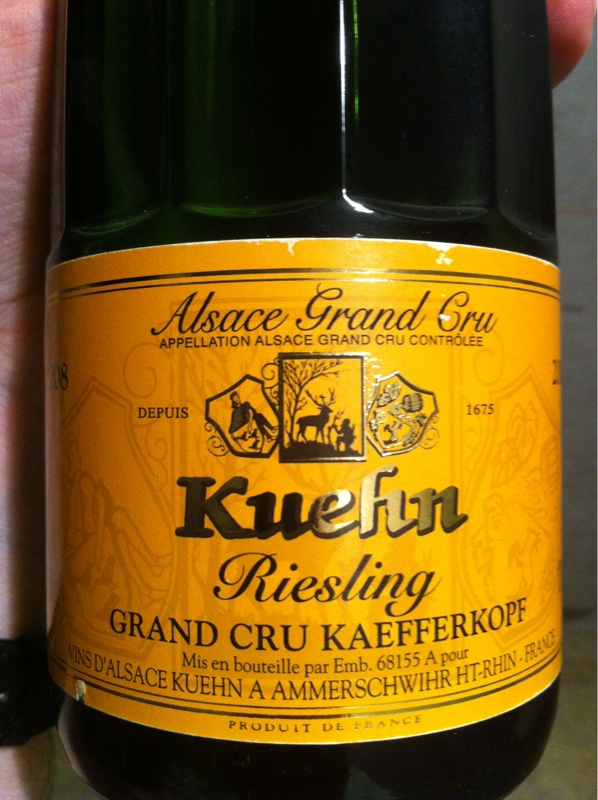 Alsace Grand Cru
APPELLATION ALSACE GRAND CRU CONTRÔLÉE
DEPUIS 1675
Kuehn
Riesling
GRAND CRU KAEFFERKOPF
Mis en bouteille par Emb. 68155 A pour
VINS D'ALSACE KUEHN A AMMERSCHWIHR HT-RHIN - FRANCE
PRODUIT DE FRANCE